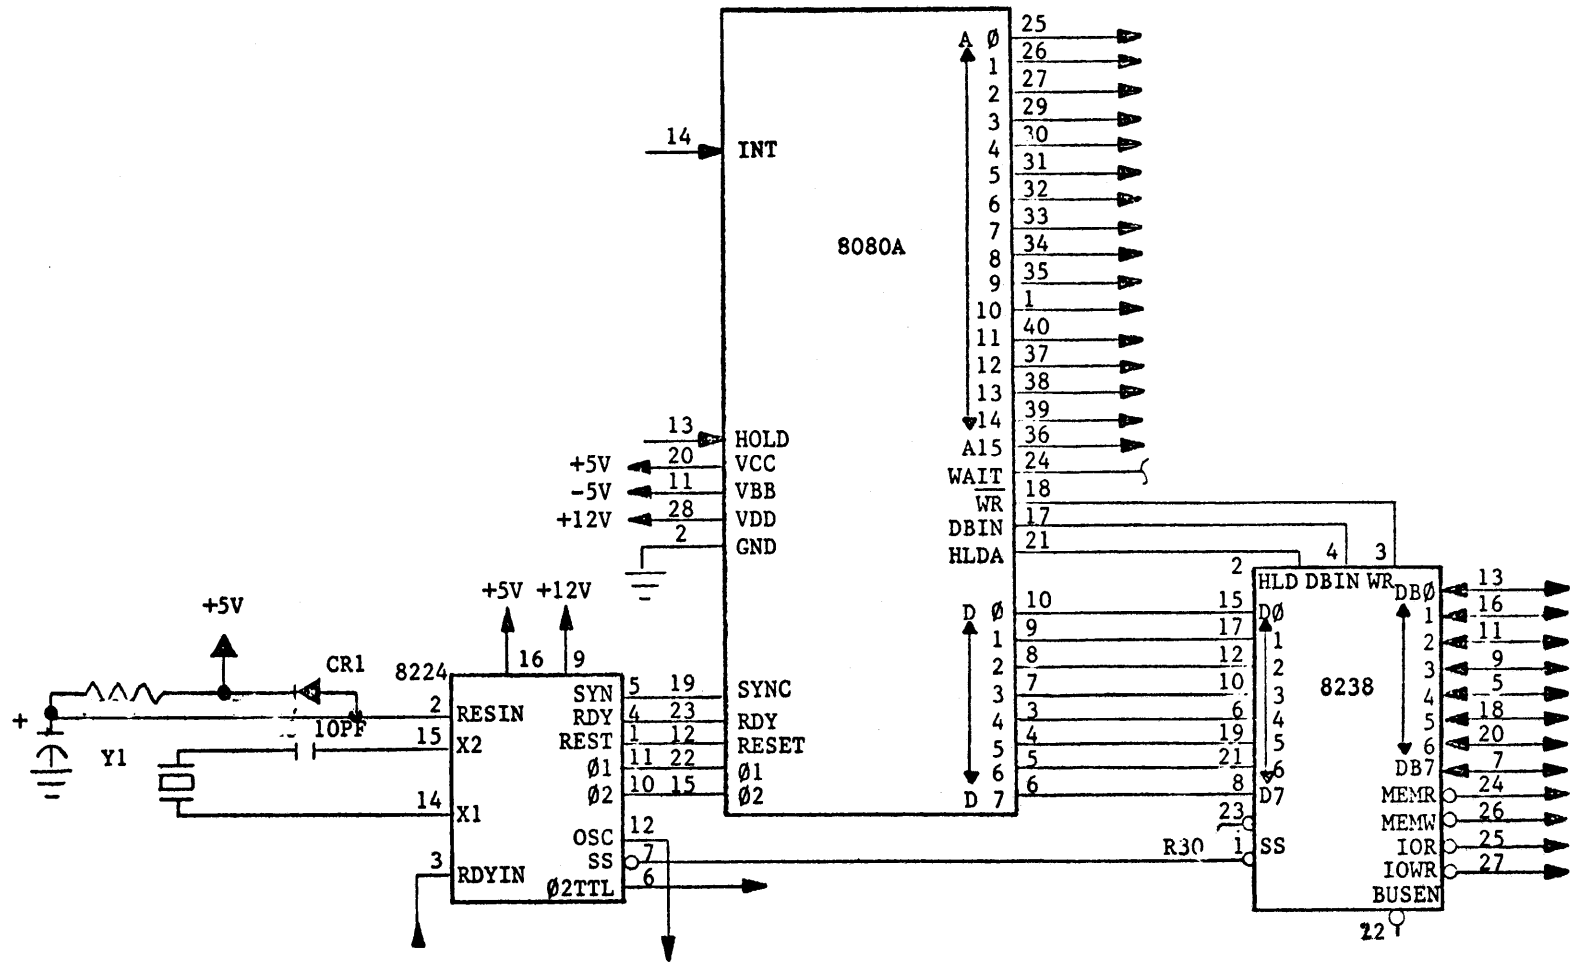 25
A Ø
26
1
27
2
29
3
30
4
31
5
32
6
33
7
34
8
35
9
1
10
40
11
37
12
38
13
39
14
36
A15
24
WAIT
18
WR
17
DBIN
21
HLDA
14
INT
8080A
13
HOLD
+5V 20 VCC
-5V 11 VBB
+12V 28 VDD
2 GND
D Ø 10 15 DØ
1 9 17 1
2 8 12 2
3 7 10 3
4 3 6 4
5 4 19 5
6 5 21 6
D 7 6 8 D7
2 4 3
HLD DBIN WR
8238
DBØ 13
1 16
2 11
3 9
4 5
5 18
6 20
DB7 7
MEMR 24
MEMW 26
IOR 25
IOWR 27
BUSEN
22
23
R30 1 SS
+5V
+5V +12V
16 9
CR1
8224
+
10PF
Y1
2 RESIN
15 X2
14 X1
3 RDYIN
SYN 5 19 SYNC
RDY 4 23 RDY
REST 1 12 RESET
Ø1 11 22 Ø1
Ø2 10 15 Ø2
OSC 12
SS 7
Ø2TTL 6